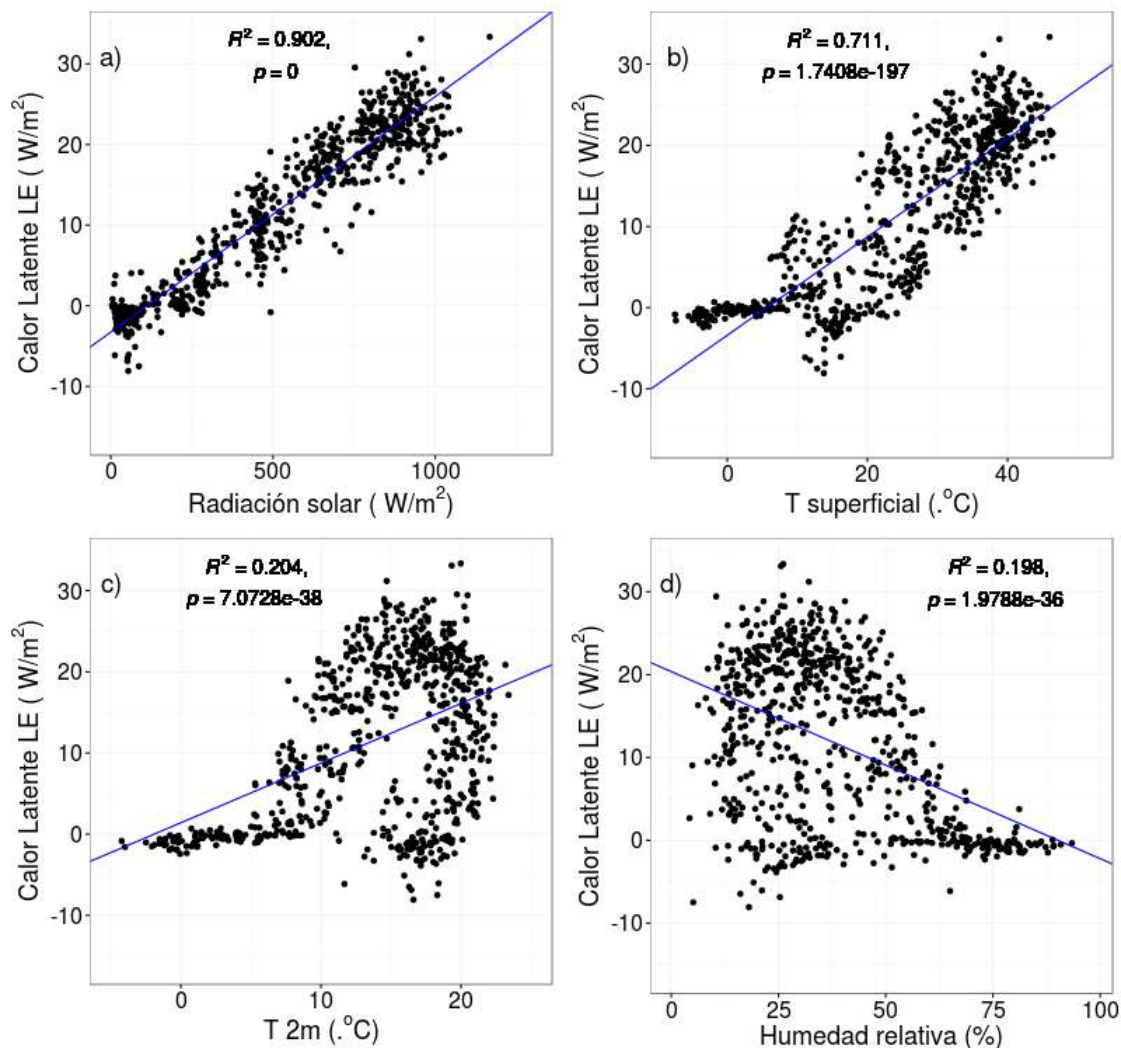 a)
R² = 0.902,
p = 0
Calor Latente LE ( W/m²)
30
20
10
0
-10
0 500 1000
Radiación solar ( W/m²)
b)
R² = 0.711,
p = 1.7408e-197
Calor Latente LE ( W/m²)
30
20
10
0
-10
0 20 40
T superficial (.°C)
c)
R² = 0.204,
p = 7.0728e-38
Calor Latente LE ( W/m²)
30
20
10
0
-10
0 10 20
T 2m (.°C)
d)
R² = 0.198,
p = 1.9788e-36
Calor Latente LE ( W/m²)
30
20
10
0
-10
0 25 50 75 100
Humedad relativa (%)